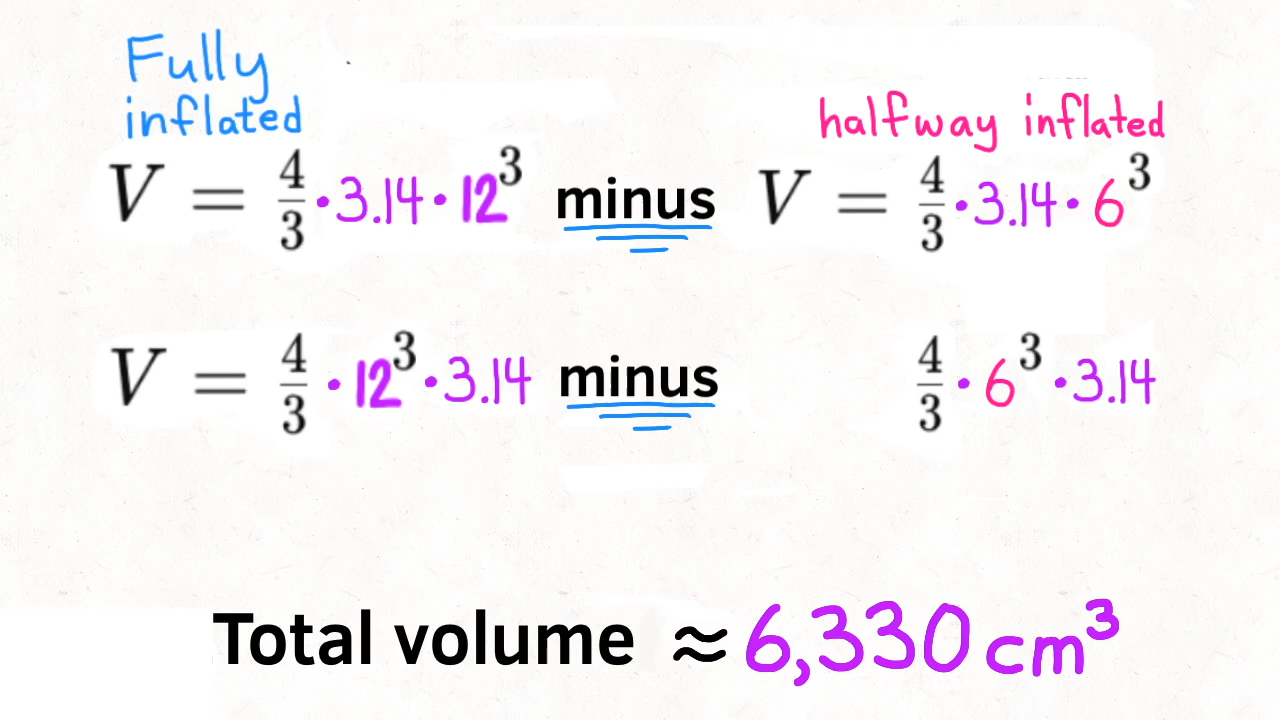 Fully
inflated
halfway inflated
V = 4/3 · 3.14 · 12³ minus V = 4/3 · 3.14 · 6³
V = 4/3 · 12³ · 3.14 minus 4/3 · 6³ · 3.14
Total volume ≈ 6,330 cm³